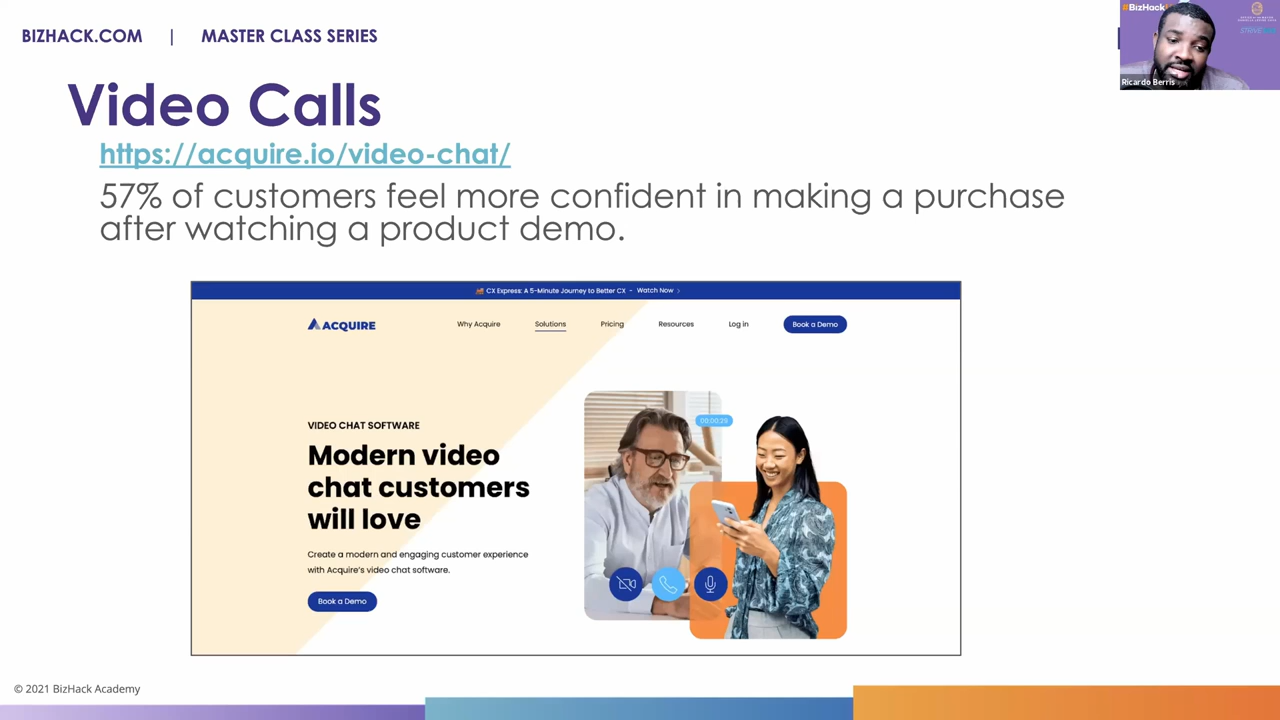 BIZHACK.COM | MASTER CLASS SERIES
#BizHack
Ricardo Berris
Video Calls
https://acquire.io/video-chat/
57% of customers feel more confident in making a purchase
after watching a product demo.
CX Express: A 5-Minute Journey to Better CX - Watch Now >
ACQUIRE
Why Acquire Solutions Pricing Resources Log in Book a Demo
00:00:29
VIDEO CHAT SOFTWARE
Modern video
chat customers
will love
Create a modern and engaging customer experience
with Acquire's video chat software.
Book a Demo
© 2021 BizHack Academy